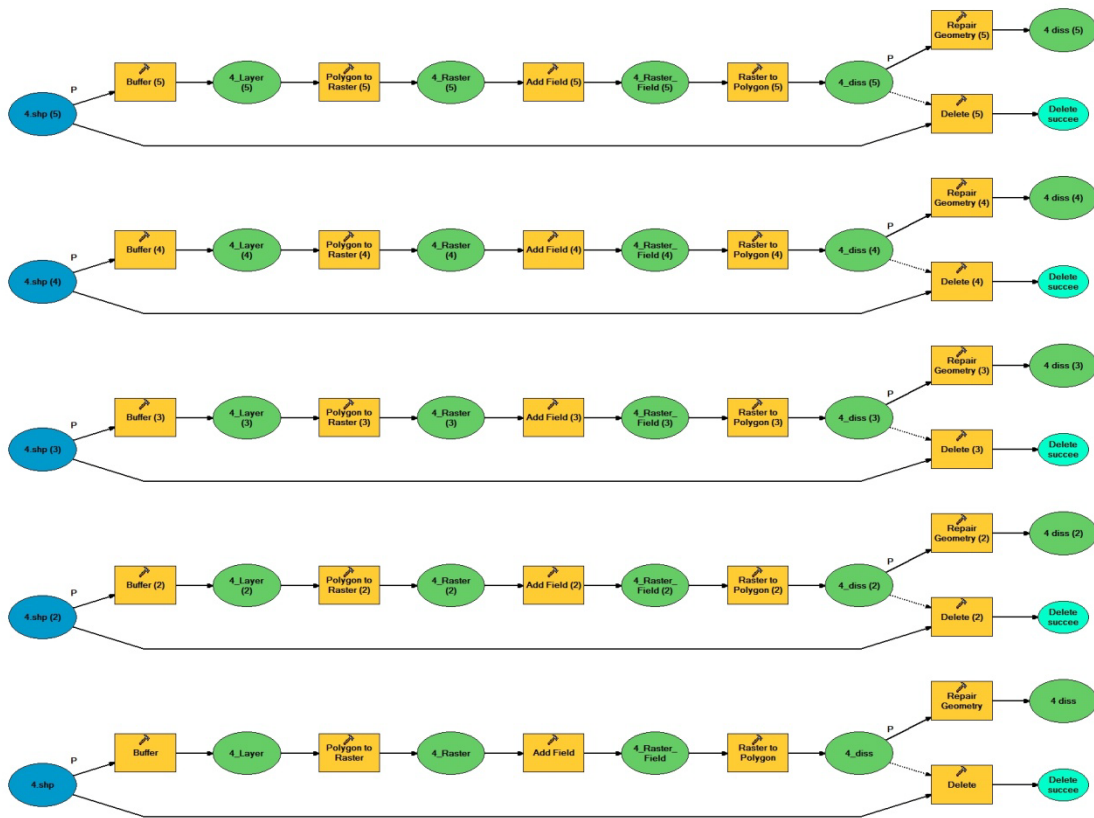 Repair
Geometry (5)
4 diss (5)
P
P
Buffer (5)
4_Layer
(5)
Polygon to
Raster (5)
4_Raster
(5)
Add Field (5)
4_Raster_
Field (5)
Raster to
Polygon (5)
4_diss (5)
4.shp (5)
Delete (5)
Delete
succee
Repair
Geometry (4)
4 diss (4)
P
P
Buffer (4)
4_Layer
(4)
Polygon to
Raster (4)
4_Raster
(4)
Add Field (4)
4_Raster_
Field (4)
Raster to
Polygon (4)
4_diss (4)
4.shp (4)
Delete (4)
Delete
succee
Repair
Geometry (3)
4 diss (3)
P
P
Buffer (3)
4_Layer
(3)
Polygon to
Raster (3)
4_Raster
(3)
Add Field (3)
4_Raster_
Field (3)
Raster to
Polygon (3)
4_diss (3)
4.shp (3)
Delete (3)
Delete
succee
Repair
Geometry (2)
4 diss (2)
P
P
Buffer (2)
4_Layer
(2)
Polygon to
Raster (2)
4_Raster
(2)
Add Field (2)
4_Raster_
Field (2)
Raster to
Polygon (2)
4_diss (2)
4.shp (2)
Delete (2)
Delete
succee
Repair
Geometry
4 diss
P
P
Buffer
4_Layer
Polygon to
Raster
4_Raster
Add Field
4_Raster_
Field
Raster to
Polygon
4_diss
4.shp
Delete
Delete
succee